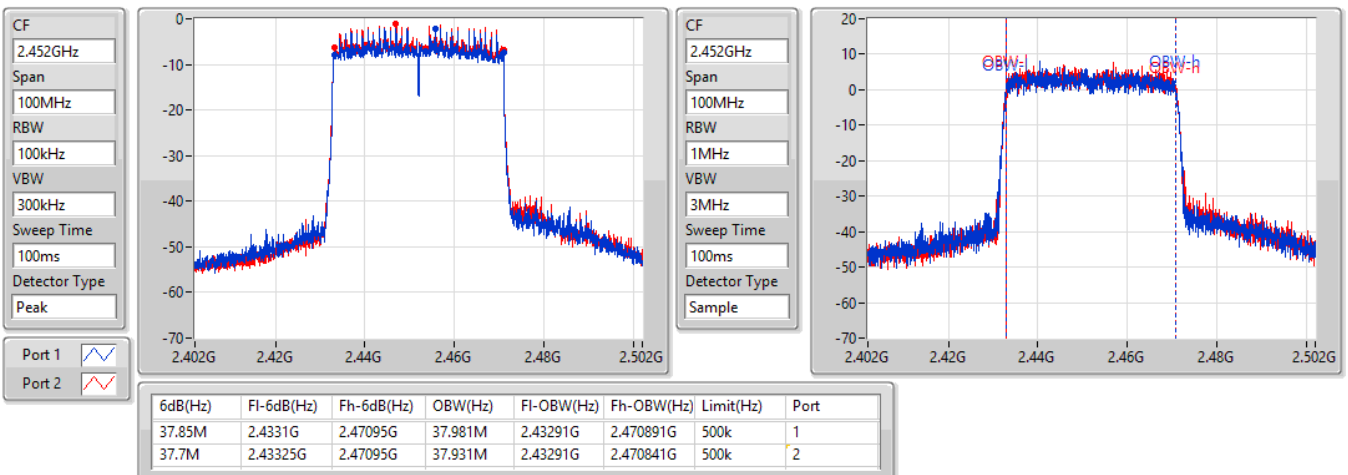 CF
2.452GHz
Span
100MHz
RBW
100kHz
VBW
300kHz
Sweep Time
100ms
Detector Type
Peak
0-
-10-
-20-
-30-
-40-
-50-
-60-
-70-
2.402G 2.42G 2.44G 2.46G 2.48G 2.502G
Port 1
Port 2
CF
2.452GHz
Span
100MHz
RBW
1MHz
VBW
3MHz
Sweep Time
100ms
Detector Type
Sample
20-
10-
0-
-10-
-20-
-30-
-40-
-50-
-60-
-70-
OBW-l OBW-h
OBW-l OBW-h
2.402G 2.42G 2.44G 2.46G 2.48G 2.502G
6dB(Hz) Fl-6dB(Hz) Fh-6dB(Hz) OBW(Hz) Fl-OBW(Hz) Fh-OBW(Hz) Limit(Hz) Port
37.85M 2.4331G 2.47095G 37.981M 2.43291G 2.470891G 500k 1
37.7M 2.43325G 2.47095G 37.931M 2.43291G 2.470841G 500k 2